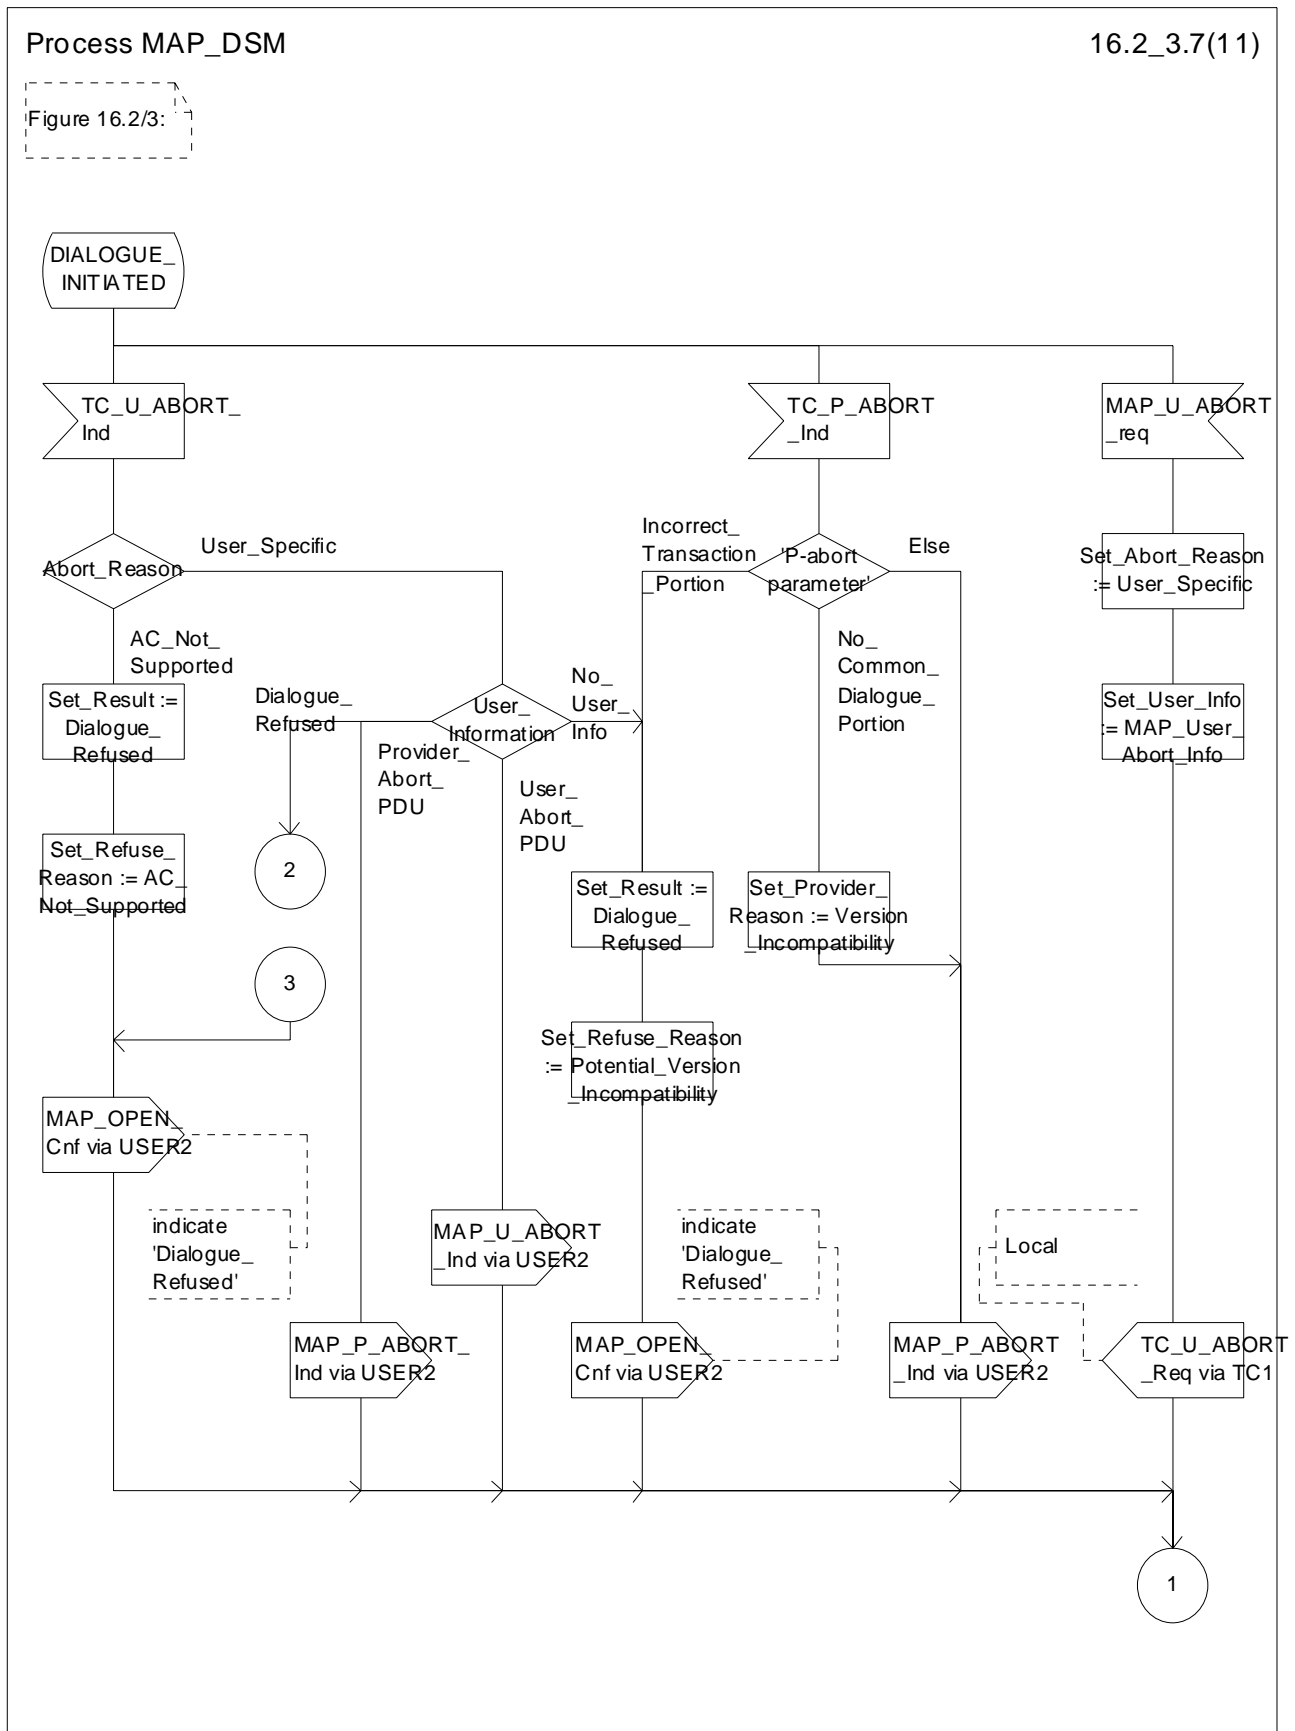 Process MAP_DSM
16.2_3.7(11)
Figure 16.2/3:
DIALOGUE_
INITIATED
TC_U_ABORT_
Ind
TC_P_ABORT
_Ind
MAP_U_ABORT
_req
Abort_Reason
User_Specific
Incorrect_
Transaction
_Portion
'P-abort
parameter'
Else
Set_Abort_Reason
:= User_Specific
AC_Not_
Supported
No_
Common_
Dialogue_
Portion
Set_Result :=
Dialogue_
Refused
Dialogue_
Refused
Provider_
Abort_
PDU
User_
Information
No_
User_
Info
User_
Abort_
PDU
Set_User_Info
:= MAP_User_
Abort_Info
Set_Refuse_
Reason := AC_
Not_Supported
2
Set_Result :=
Dialogue_
Refused
Set_Provider_
Reason := Version
_Incompatibility
3
Set_Refuse_Reason
:= Potential_Version
_Incompatibility
MAP_OPEN_
Cnf via USER2
indicate
'Dialogue_
Refused'
MAP_U_ABORT
_Ind via USER2
indicate
'Dialogue_
Refused'
Local
MAP_P_ABORT_
Ind via USER2
MAP_OPEN_
Cnf via USER2
MAP_P_ABORT
_Ind via USER2
TC_U_ABORT
_Req via TC1
1